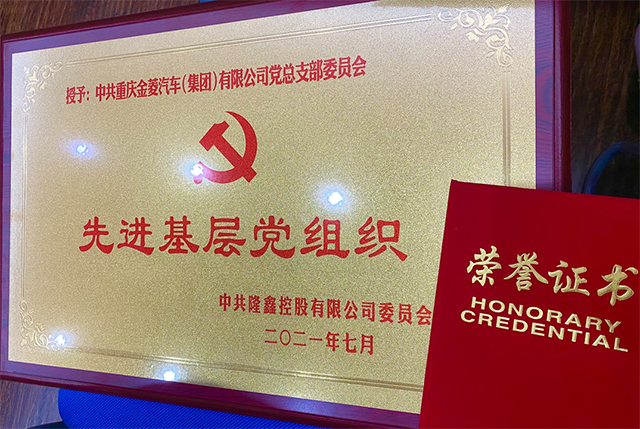 授予：中共重庆金菱汽车（集团）有限公司党总支部委员会
先进基层党组织
中共隆鑫控股有限公司委员会
二〇二一年七月
荣誉证书
HONORARY
CREDENTIAL